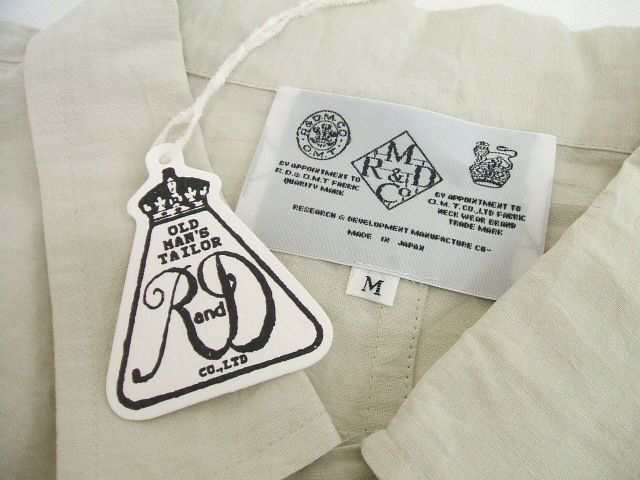 OLD
MAN'S
TAILOR
R and D
CO.,LTD
R.&D.M.CO
O.M.T.
BY APPOINTMENT TO
R.D.& O.M.T FABRIC
QUALITY MARK
M
R & D
Co
BY APPOINTMENT TO
O.M.T.CO.,LTD FABRIC
NECK WEAR BRAND
TRADE MARK
RESEARCH & DEVELOPMENT MANUFACTURE CO-
MADE IN JAPAN
M